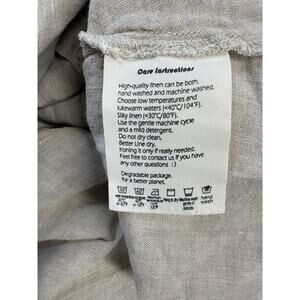 Care Instructions
High-quality linen can be both
hand washed and machine washed.
Choose low temperatures and
lukewarm waters (<40°C/104°F).
Silky linen (<30°C/80°F).
Use the gentle machine cycle
and a mild detergent.
Do not dry clean.
Better Line dry.
Ironing it only if really needed.
Feel free to contact us if you have
any other questions :)
Degradable package.
for a better planet.
hang to dry
hand
wash